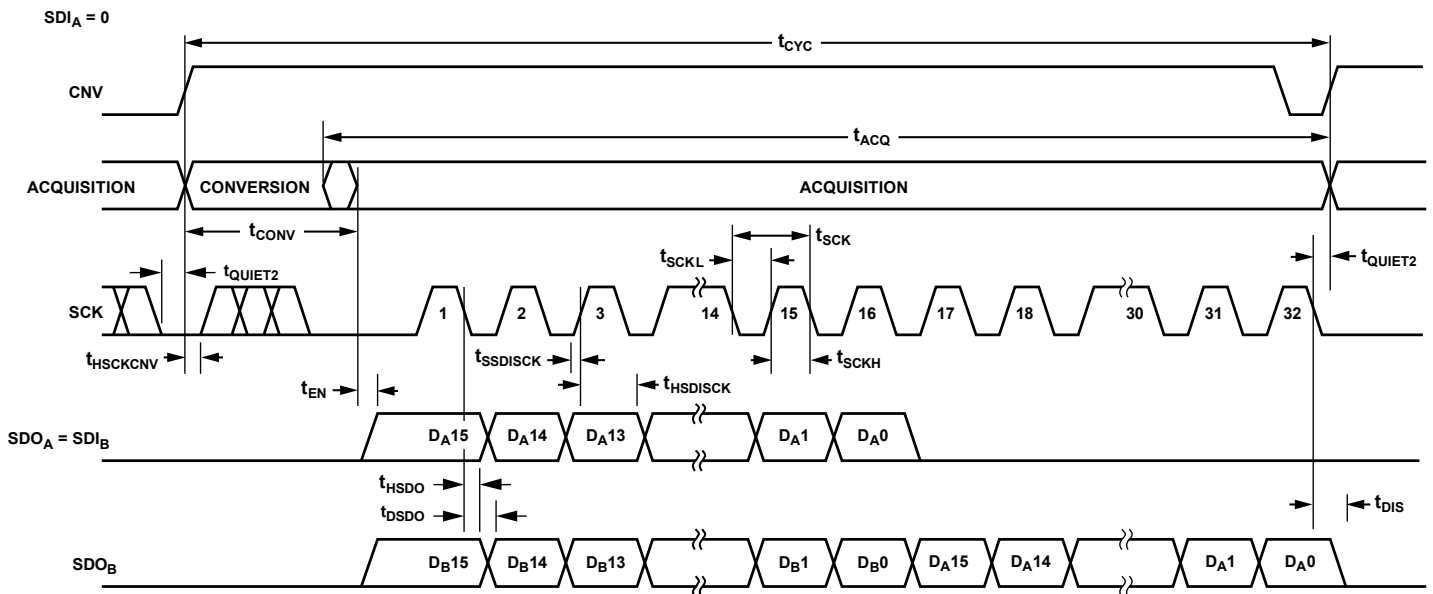 SDIA = 0
tCYC
CNV
tACQ
ACQUISITION CONVERSION ACQUISITION
tCONV
tSCK
tSCKL
tQUIET2 tQUIET2
SCK 1 2 3 14 15 16 17 18 30 31 32
tHSCKCNV tSSDISCK tSCKH
tEN tHSDISCK
SDOA = SDIB DA15 DA14 DA13 DA1 DA0
tHSDO
tDSDO tDIS
SDOB DB15 DB14 DB13 DB1 DB0 DA15 DA14 DA1 DA0